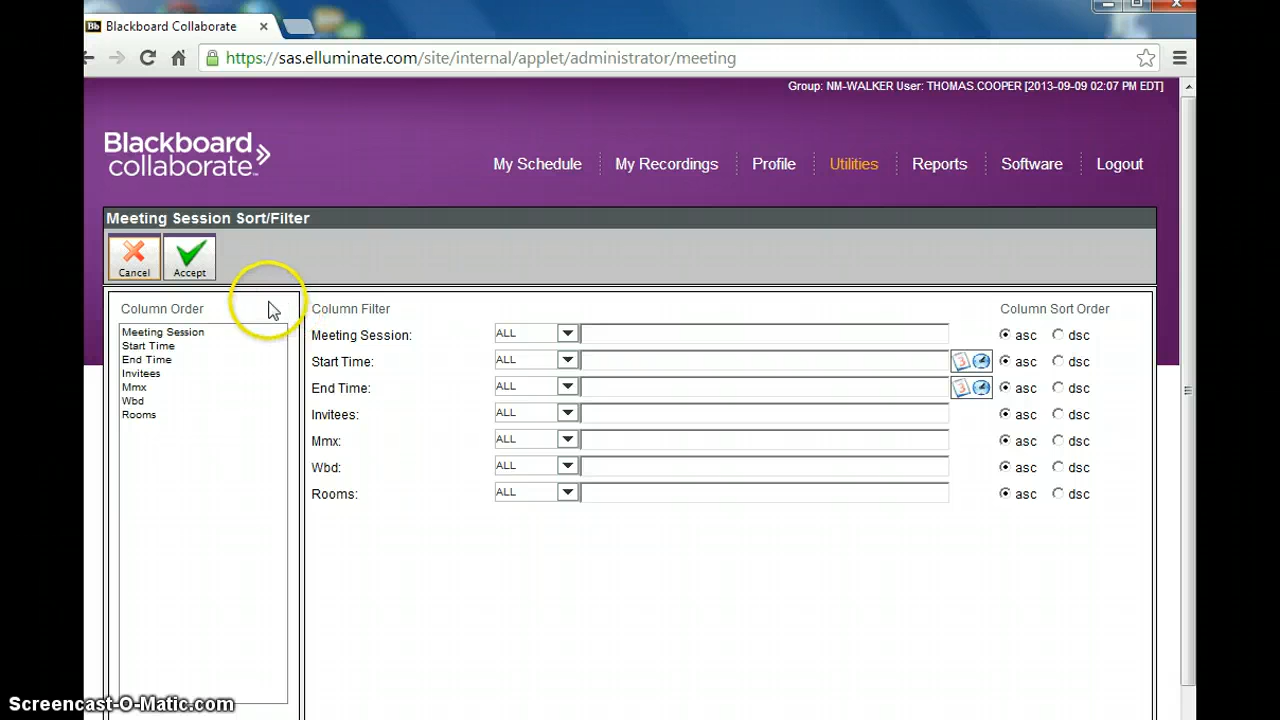 Blackboard Collaborate
https://sas.elluminate.com/site/internal/applet/administrator/meeting
Group: NM-WALKER User: THOMAS.COOPER [2013-09-09 02:07 PM EDT]
Blackboard
collaborate
My Schedule My Recordings Profile Utilities Reports Software Logout
Meeting Session Sort/Filter
Cancel Accept
Column Order
Meeting Session
Start Time
End Time
Invitees
Mmx
Wbd
Rooms
Column Filter Column Sort Order
Meeting Session: ALL asc dsc
Start Time: ALL 3 asc dsc
End Time: ALL 3 asc dsc
Invitees: ALL asc dsc
Mmx: ALL asc dsc
Wbd: ALL asc dsc
Rooms: ALL asc dsc
Screencast-O-Matic.com